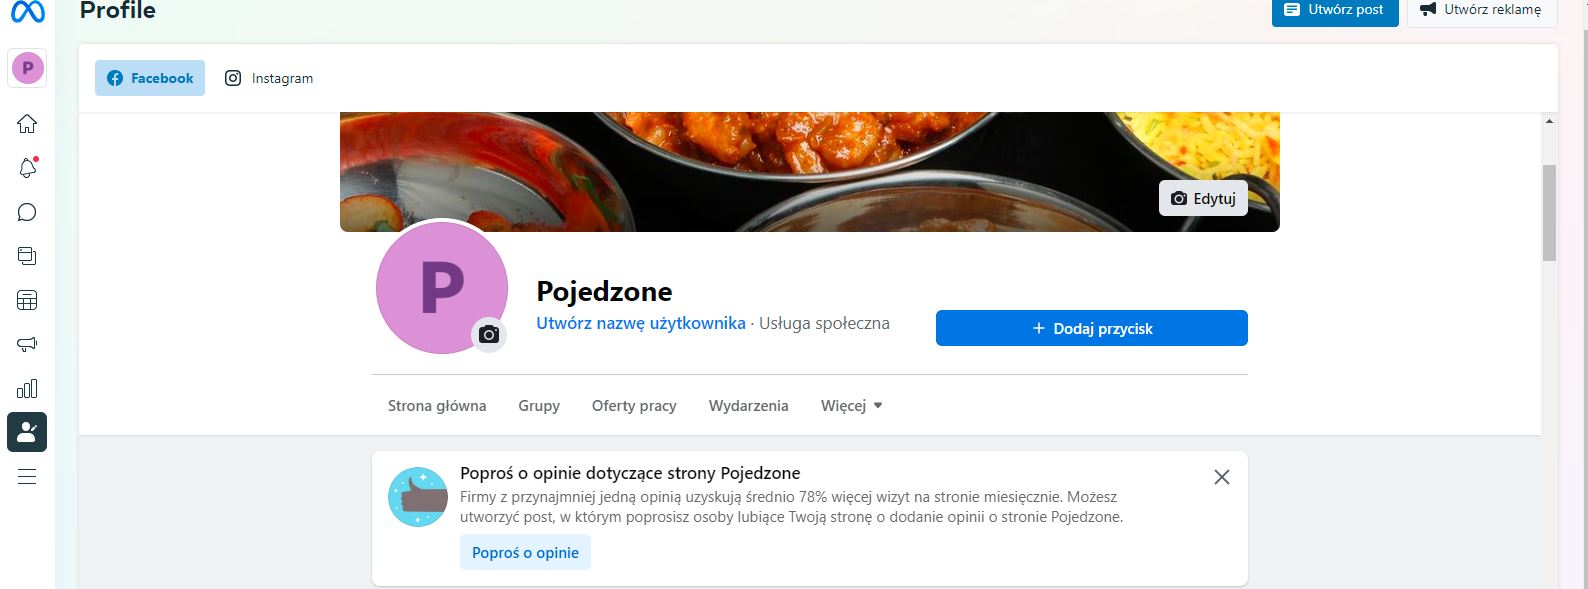 Profile
Utwórz post
Utwórz reklamę
P
Facebook
Instagram
Edytuj
P
Pojedzone
Utwórz nazwę użytkownika · Usługa społeczna
+ Dodaj przycisk
Strona główna
Grupy
Oferty pracy
Wydarzenia
Więcej
Poproś o opinie dotyczące strony Pojedzone
Firmy z przynajmniej jedną opinią uzyskują średnio 78% więcej wizyt na stronie miesięcznie. Możesz
utworzyć post, w którym poprosisz osoby lubiące Twoją stronę o dodanie opinii o stronie Pojedzone.
Poproś o opinie